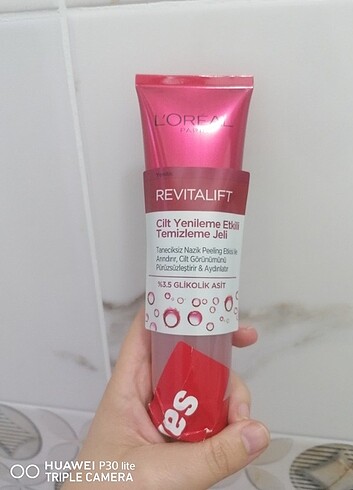 L'ORÉAL
PARIS
REVITALIFT
Cilt Yenileme Etkili
Temizleme Jeli
Taneciksiz Nazik Peeling Etkisi ile
Arındırır, Cilt Görünümünü
Pürüzsüzleştirir & Aydınlatır
%3.5 GLİKOLİK ASİT
HUAWEI P30 lite
TRIPLE CAMERA